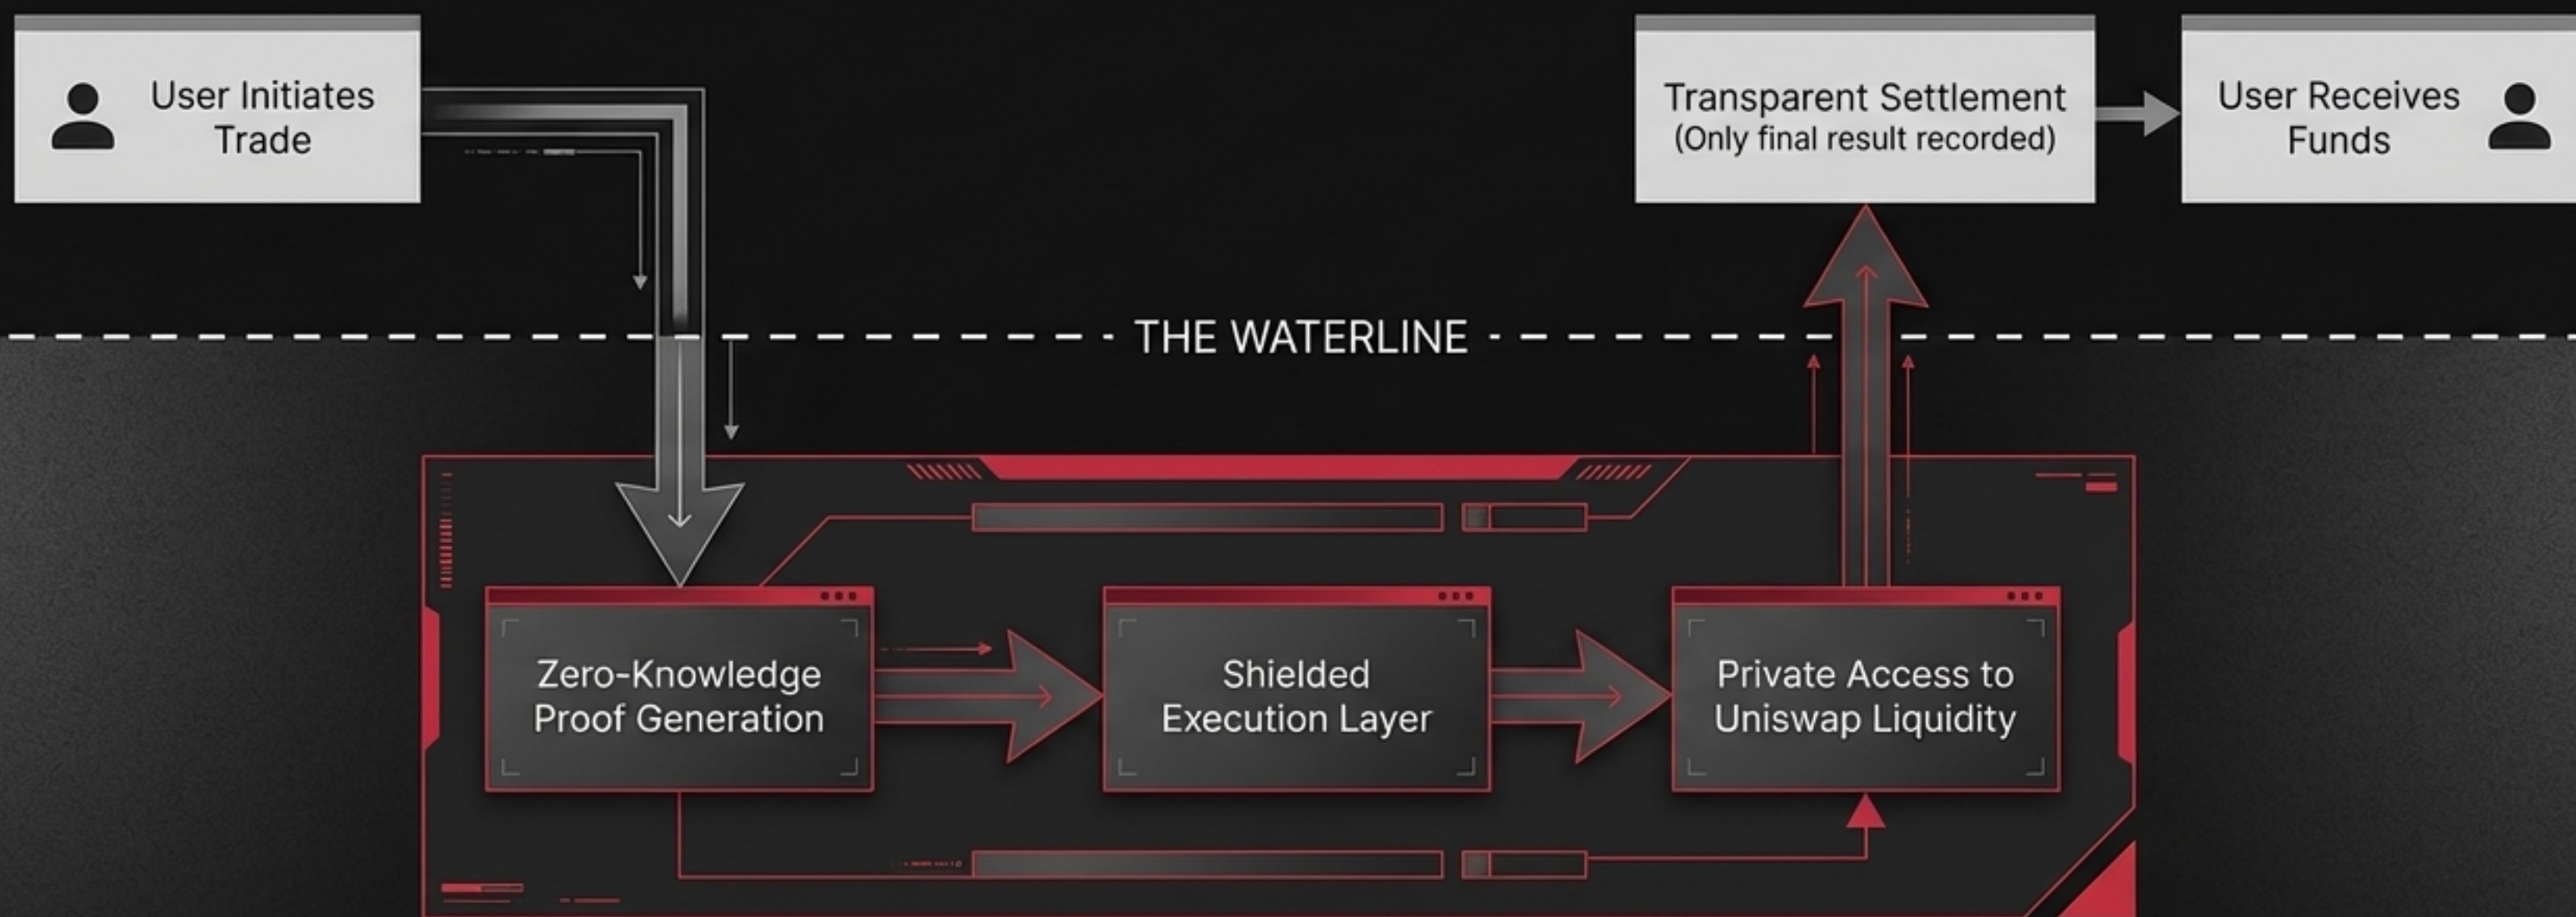 User Initiates
Trade
Transparent Settlement
(Only final result recorded)
User Receives
Funds
THE WATERLINE
Zero-Knowledge
Proof Generation
Shielded
Execution Layer
Private Access to
Uniswap Liquidity